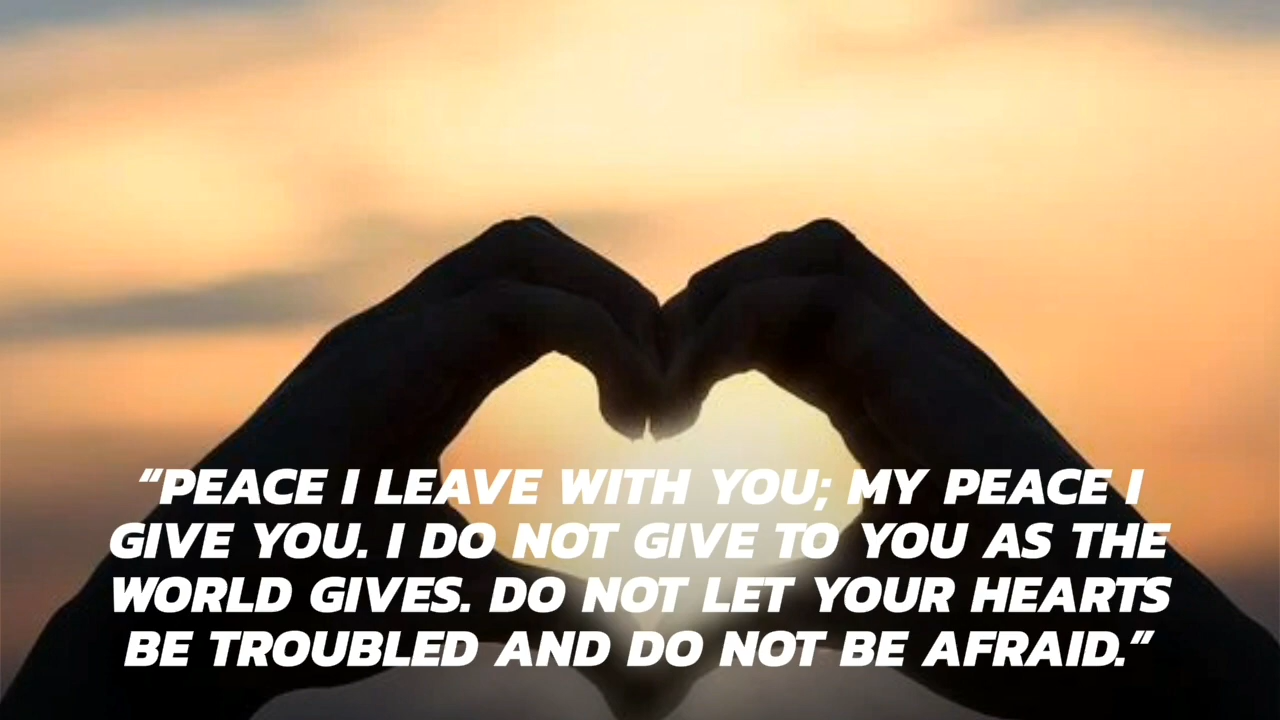 “PEACE I LEAVE WITH YOU; MY PEACE I
GIVE YOU. I DO NOT GIVE TO YOU AS THE
WORLD GIVES. DO NOT LET YOUR HEARTS
BE TROUBLED AND DO NOT BE AFRAID.”